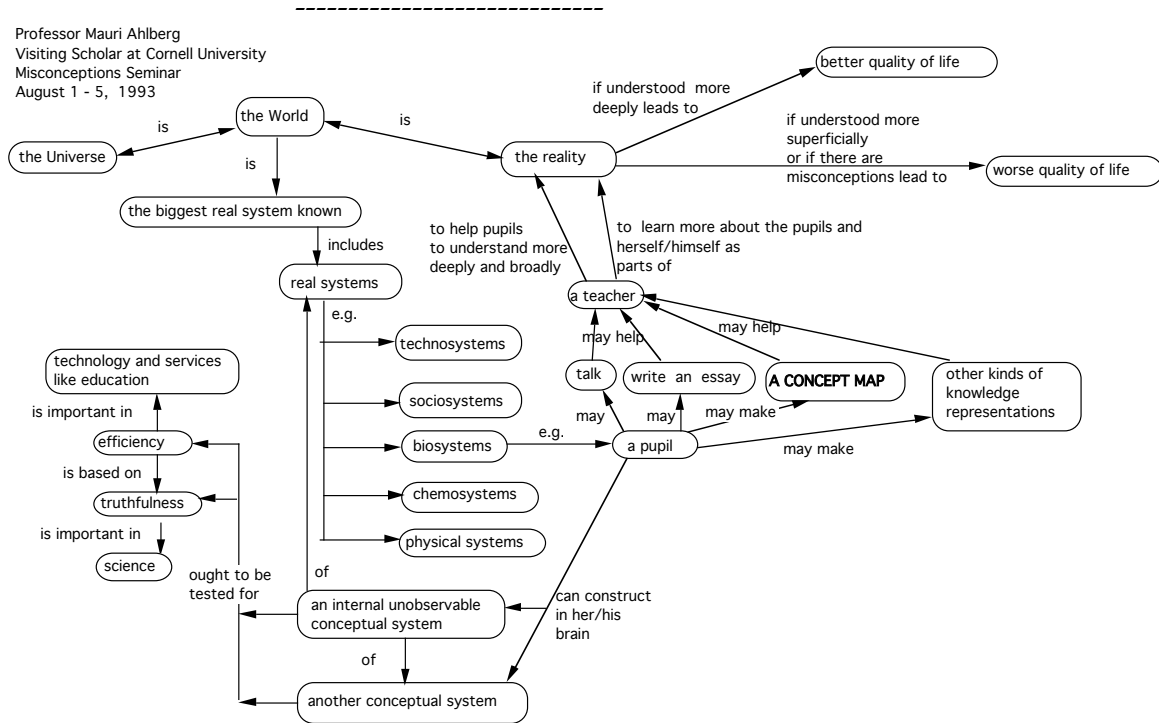 Professor Mauri Ahlberg
Visiting Scholar at Cornell University
Misconceptions Seminar
August 1 - 5, 1993
better quality of life
if understood more
deeply leads to
the World
is
is
if understood more
superficially
or if there are
misconceptions lead to
the Universe
the reality
worse quality of life
is
the biggest real system known
to help pupils
to understand more
deeply and broadly
to learn more about the pupils and
herself/himself as
parts of
includes
real systems
a teacher
e.g.
may help
may help
technosystems
technology and services
like education
talk
write an essay
A CONCEPT MAP
other kinds of
knowledge
representations
is important in
sociosystems
may
may
may make
efficiency
biosystems
e.g.
a pupil
may make
is based on
truthfulness
chemosystems
is important in
physical systems
science
ought to be
tested for
of
an internal unobservable
conceptual system
can construct
in her/his
brain
of
another conceptual system